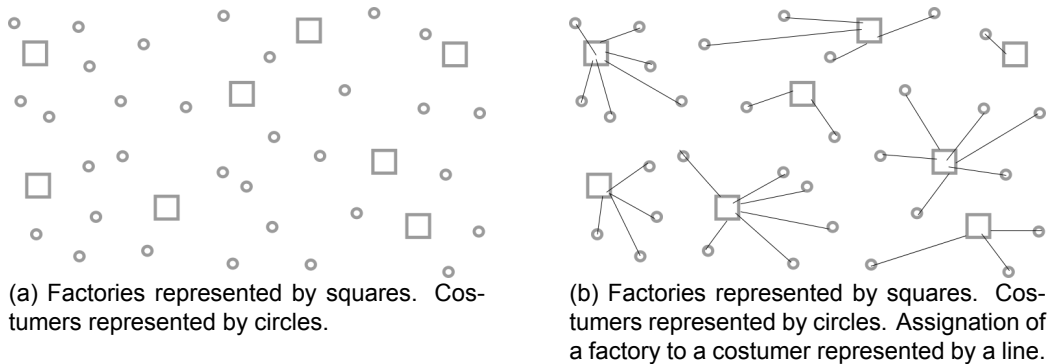 (a) Factories represented by squares. Cos-
tumers represented by circles.
(b) Factories represented by squares. Cos-
tumers represented by circles. Assignation of
a factory to a costumer represented by a line.